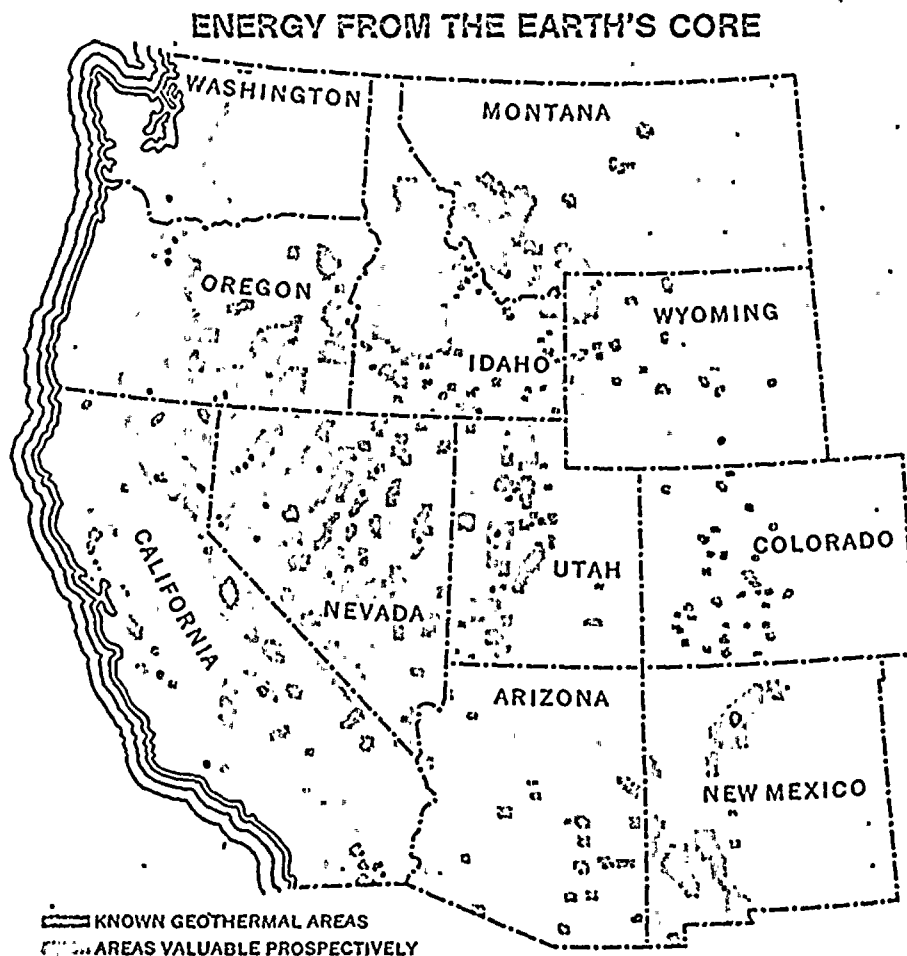 ENERGY FROM THE EARTH'S CORE
WASHINGTON
MONTANA
OREGON
IDAHO
WYOMING
CALIFORNIA
NEVADA
UTAH
COLORADO
ARIZONA
NEW MEXICO
KNOWN GEOTHERMAL AREAS
AREAS VALUABLE PROSPECTIVELY